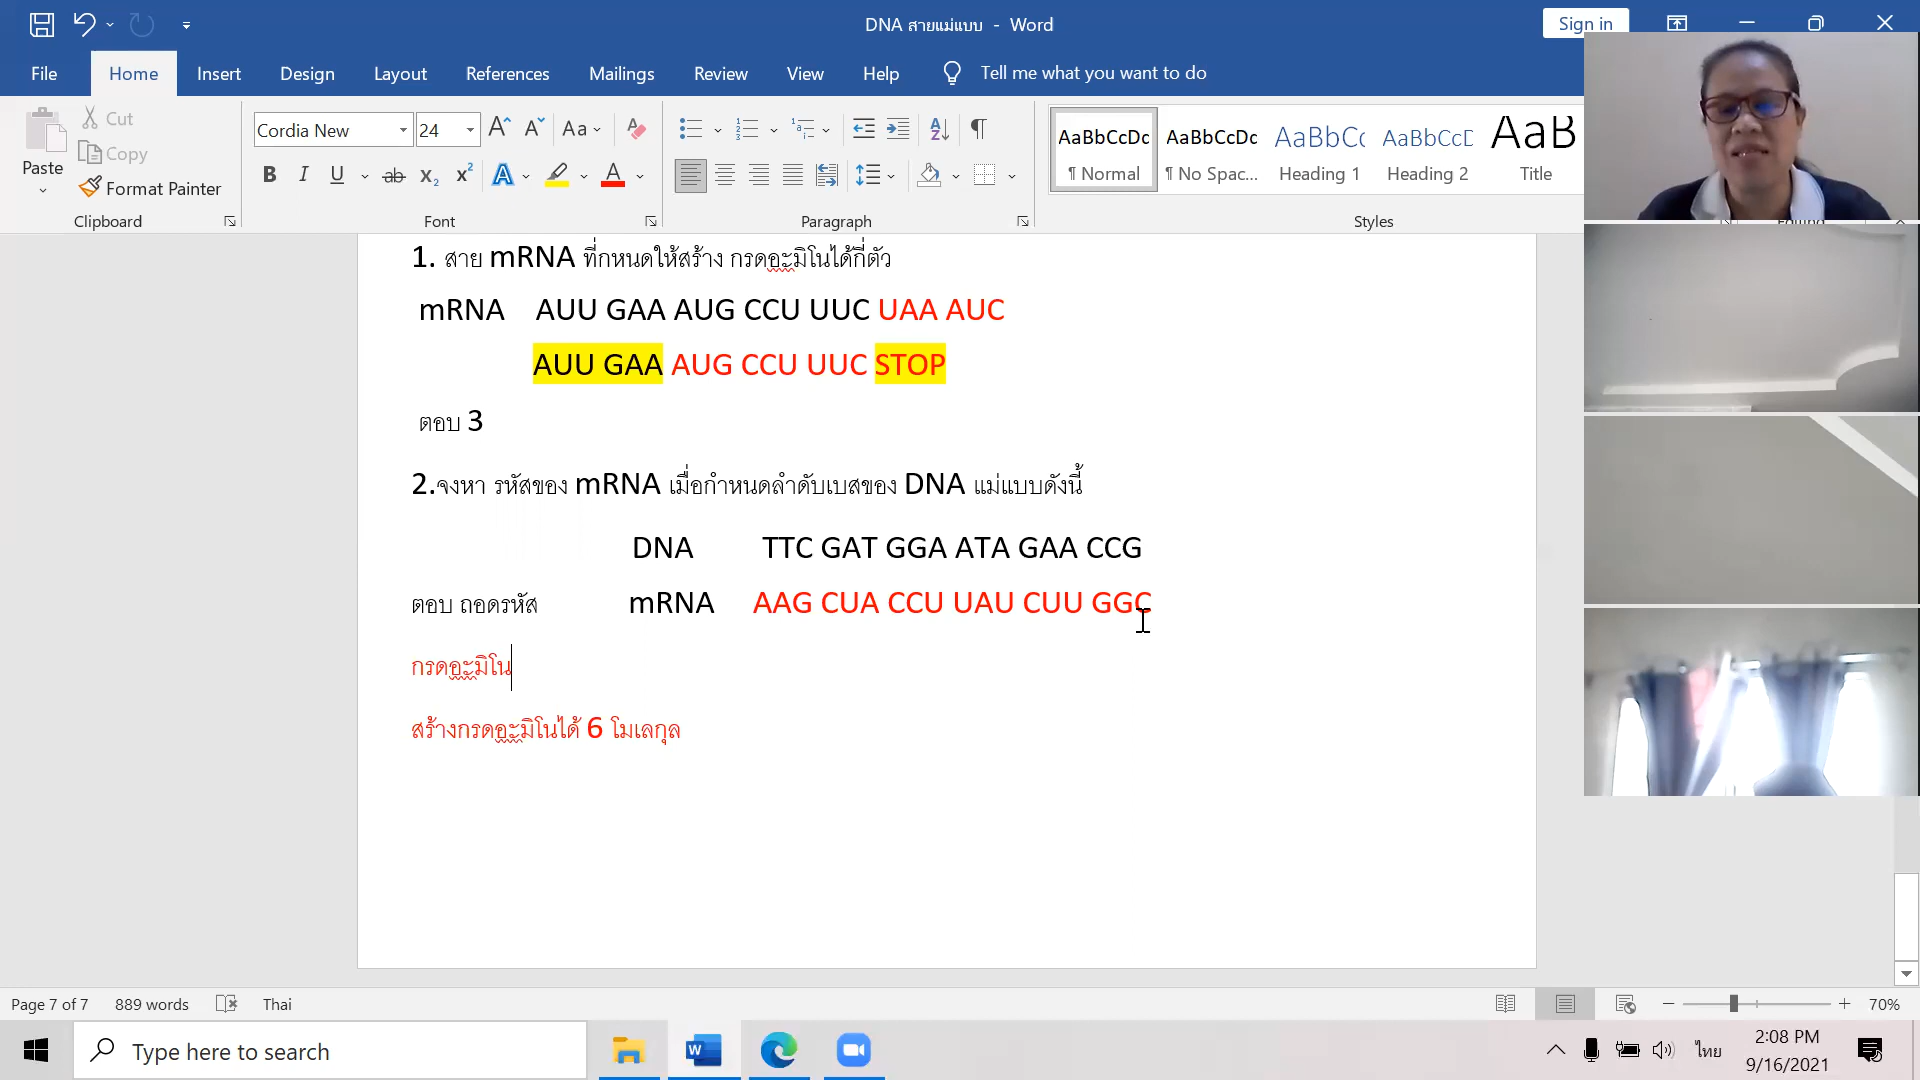 DNA สายแม่แบบ - Word
Sign in
File Home Insert Design Layout References Mailings Review View Help Tell me what you want to do
Paste
Cut
Copy
Format Painter
Clipboard
Cordia New 24
Font
Paragraph
AaBbCcDc
¶ Normal
AaBbCcDc
¶ No Spac...
AaBbCc
Heading 1
AaBbCcD
Heading 2
AaB
Title
Styles
1. สาย mRNA ที่กหนดให้สร้าง กรดอะมิโนได้กี่ตัว
mRNA AUU GAA AUG CCU UUC UAA AUC
AUU GAA AUG CCU UUC STOP
ตอบ 3
2.จงหา รหัสของ mRNA เมื่อกำหนดลำดับเบสของ DNA แม่แบบดังนี้
DNA TTC GAT GGA ATA GAA CCG
ตอบ ถอดรหัส mRNA AAG CUA CCU UAU CUU GGC
กรดอะมิโน
สร้างกรดอะมิโนได้ 6 โมเลกุล
Page 7 of 7 889 words Thai
70%
Type here to search
ไทย
2:08 PM
9/16/2021